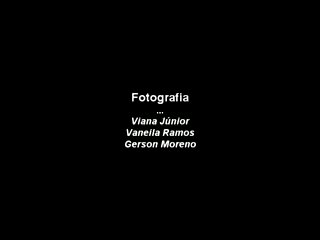 Fotografia
...
Viana Júnior
Vaneila Ramos
Gerson Moreno